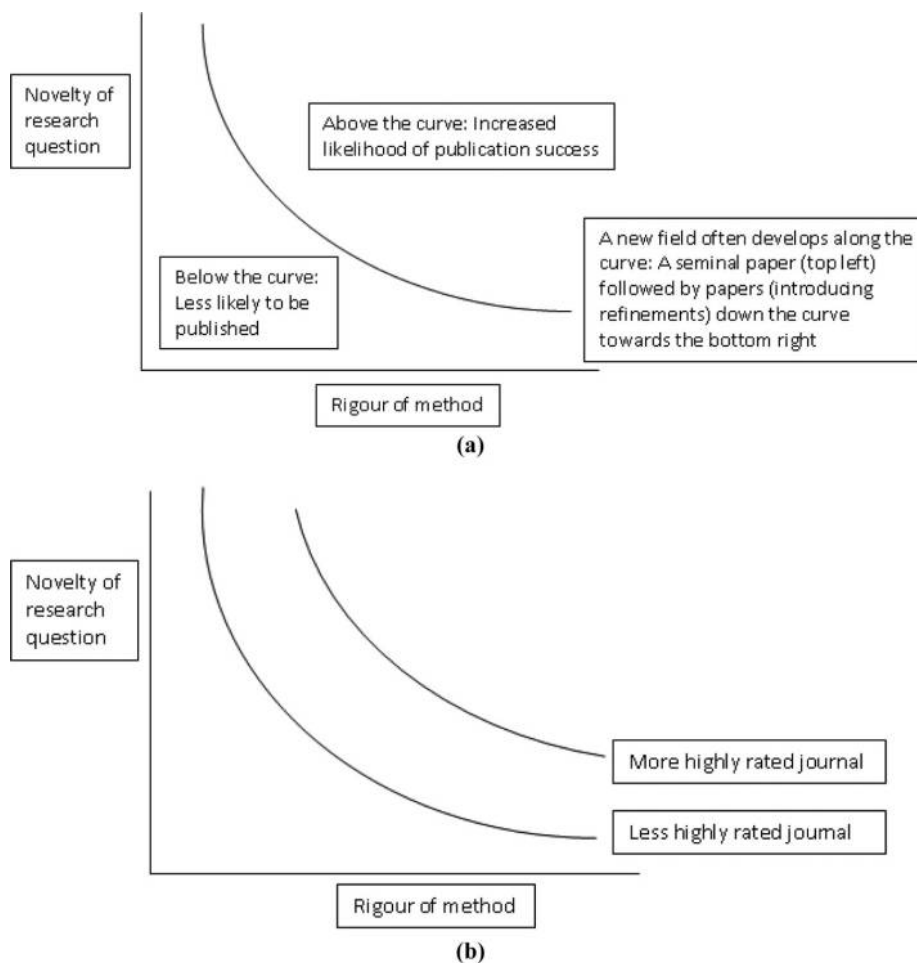 Novelty of
research
question
Above the curve: Increased
likelihood of publication success
Below the curve:
Less likely to be
published
A new field often develops along the
curve: A seminal paper (top left)
followed by papers (introducing
refinements) down the curve
towards the bottom right
Rigour of method
(a)
Novelty of
research
question
More highly rated journal
Less highly rated journal
Rigour of method
(b)